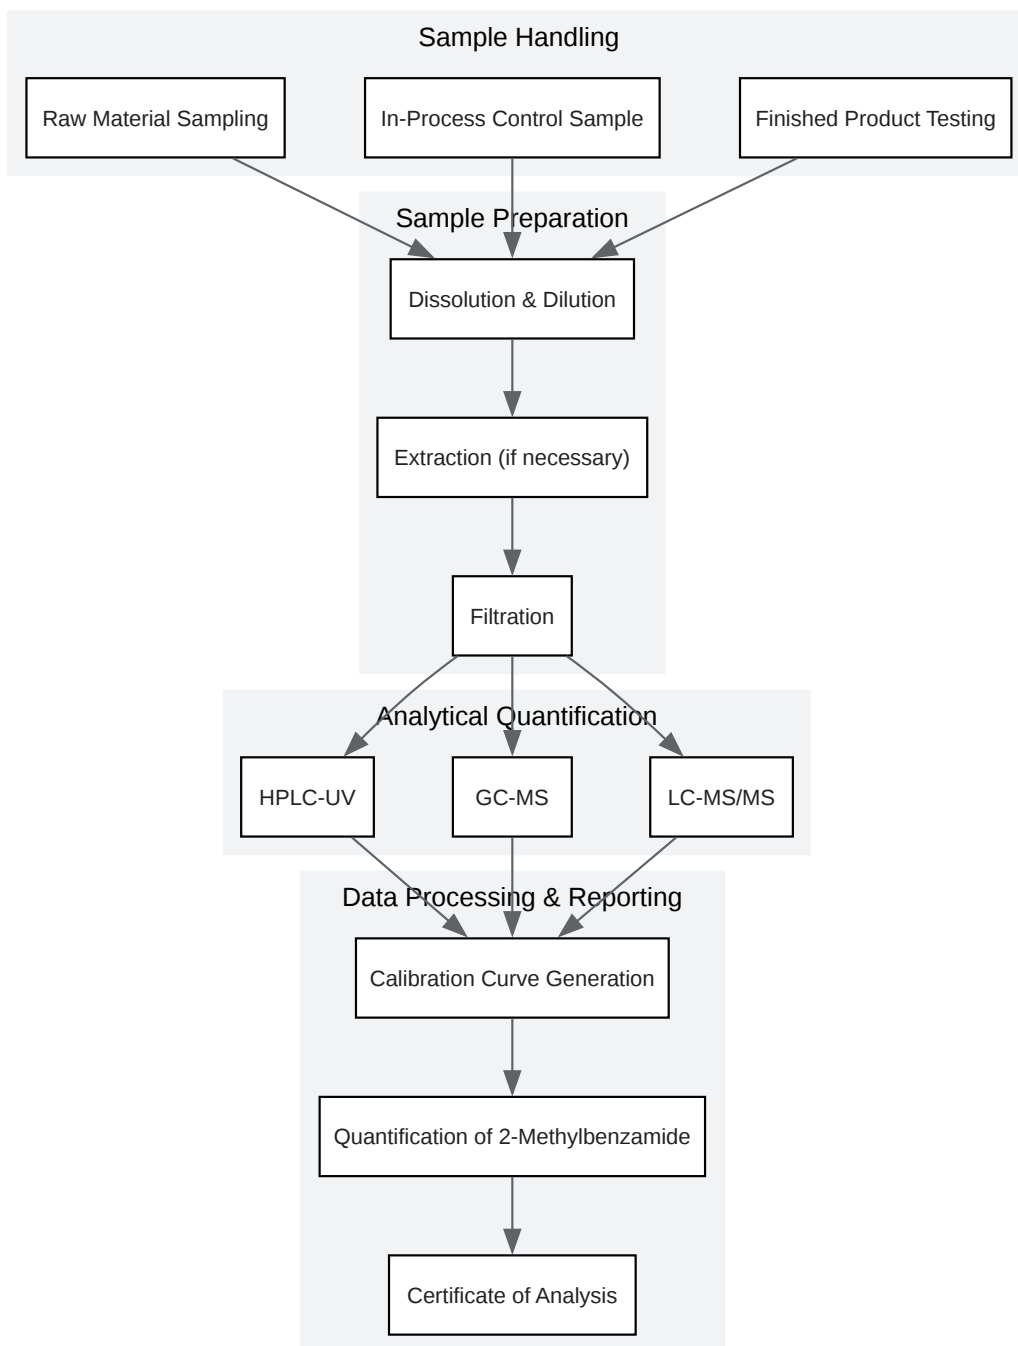 Sample Handling
Raw Material Sampling
In-Process Control Sample
Finished Product Testing
Sample Preparation
Dissolution & Dilution
Extraction (if necessary)
Filtration
Analytical Quantification
HPLC-UV
GC-MS
LC-MS/MS
Data Processing & Reporting
Calibration Curve Generation
Quantification of 2-Methylbenzamide
Certificate of Analysis